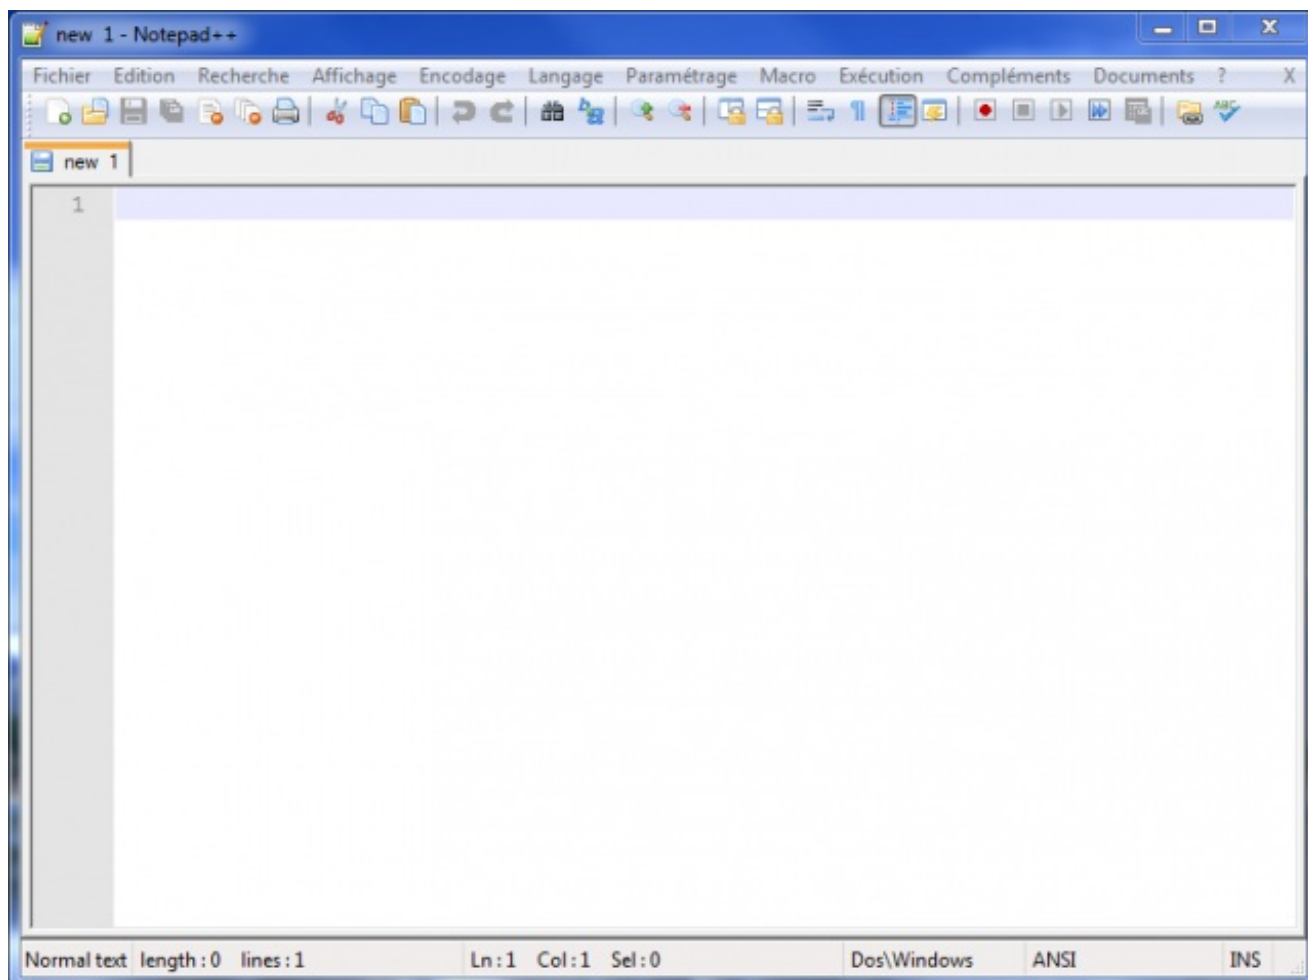 new 1 - Notepad++
Fichier Edition Recherche Affichage Encodage Langage Paramétrage Macro Exécution Compléments Documents ? X
new 1
1
Normal text length : 0 lines : 1 Ln : 1 Col : 1 Sel : 0 Dos\Windows ANSI INS